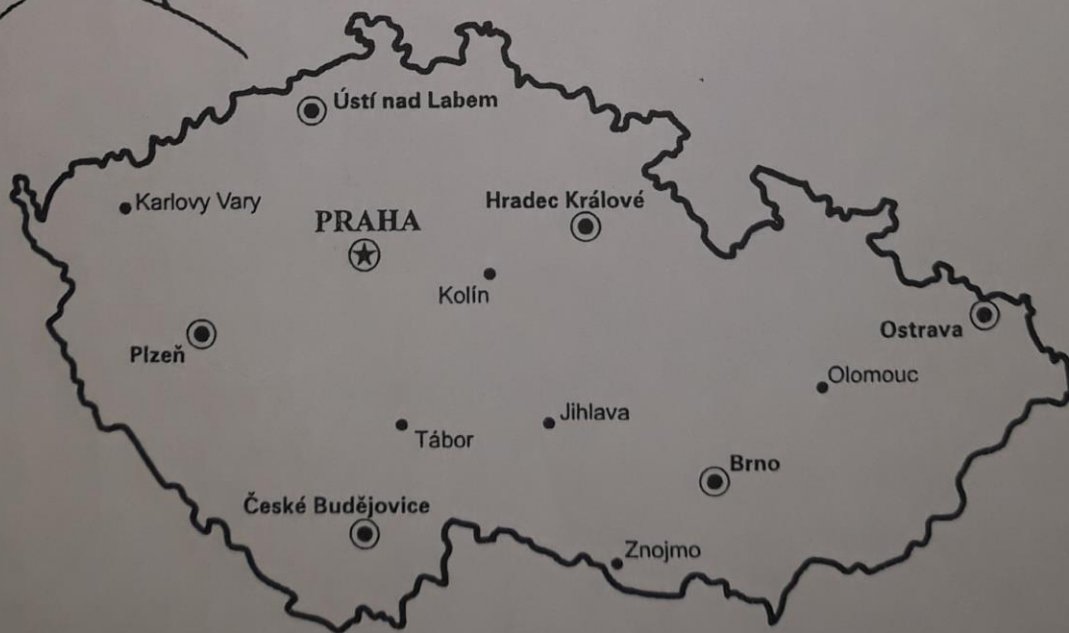 Ústí nad Labem
Karlovy Vary
Hradec Králové
PRAHA
Kolín
Ostrava
Plzeň
Olomouc
Jihlava
Tábor
Brno
České Budějovice
Znojmo